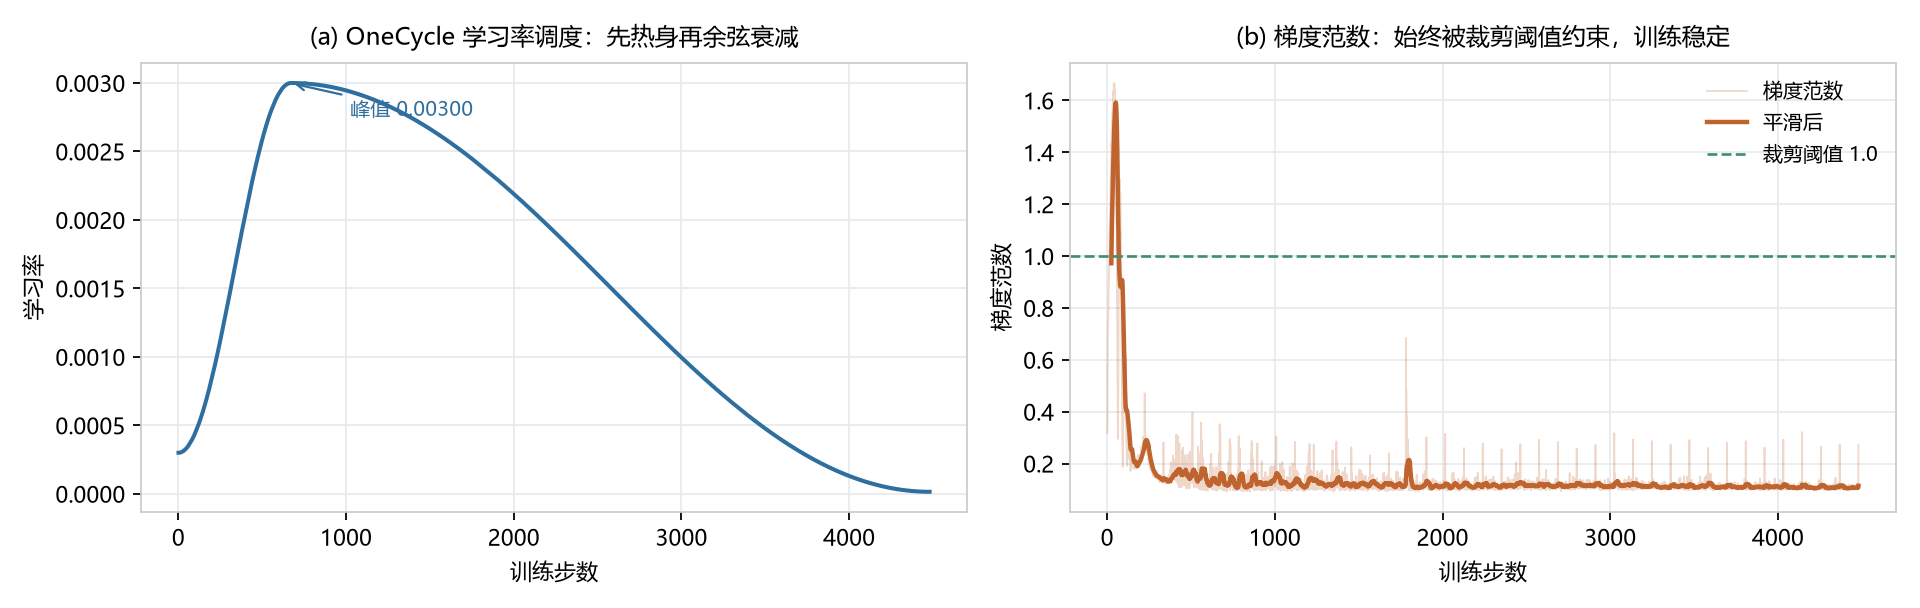 (a) OneCycle 学习率调度：先热身再余弦衰减
0.0030
0.0025
0.0020
0.0015
0.0010
0.0005
0.0000
学习率
峰值 0.00300
0
1000
2000
3000
4000
训练步数
(b) 梯度范数：始终被裁剪阈值约束，训练稳定
1.6
1.4
1.2
1.0
0.8
0.6
0.4
0.2
梯度范数
梯度范数
平滑后
裁剪阈值 1.0
0
1000
2000
3000
4000
训练步数